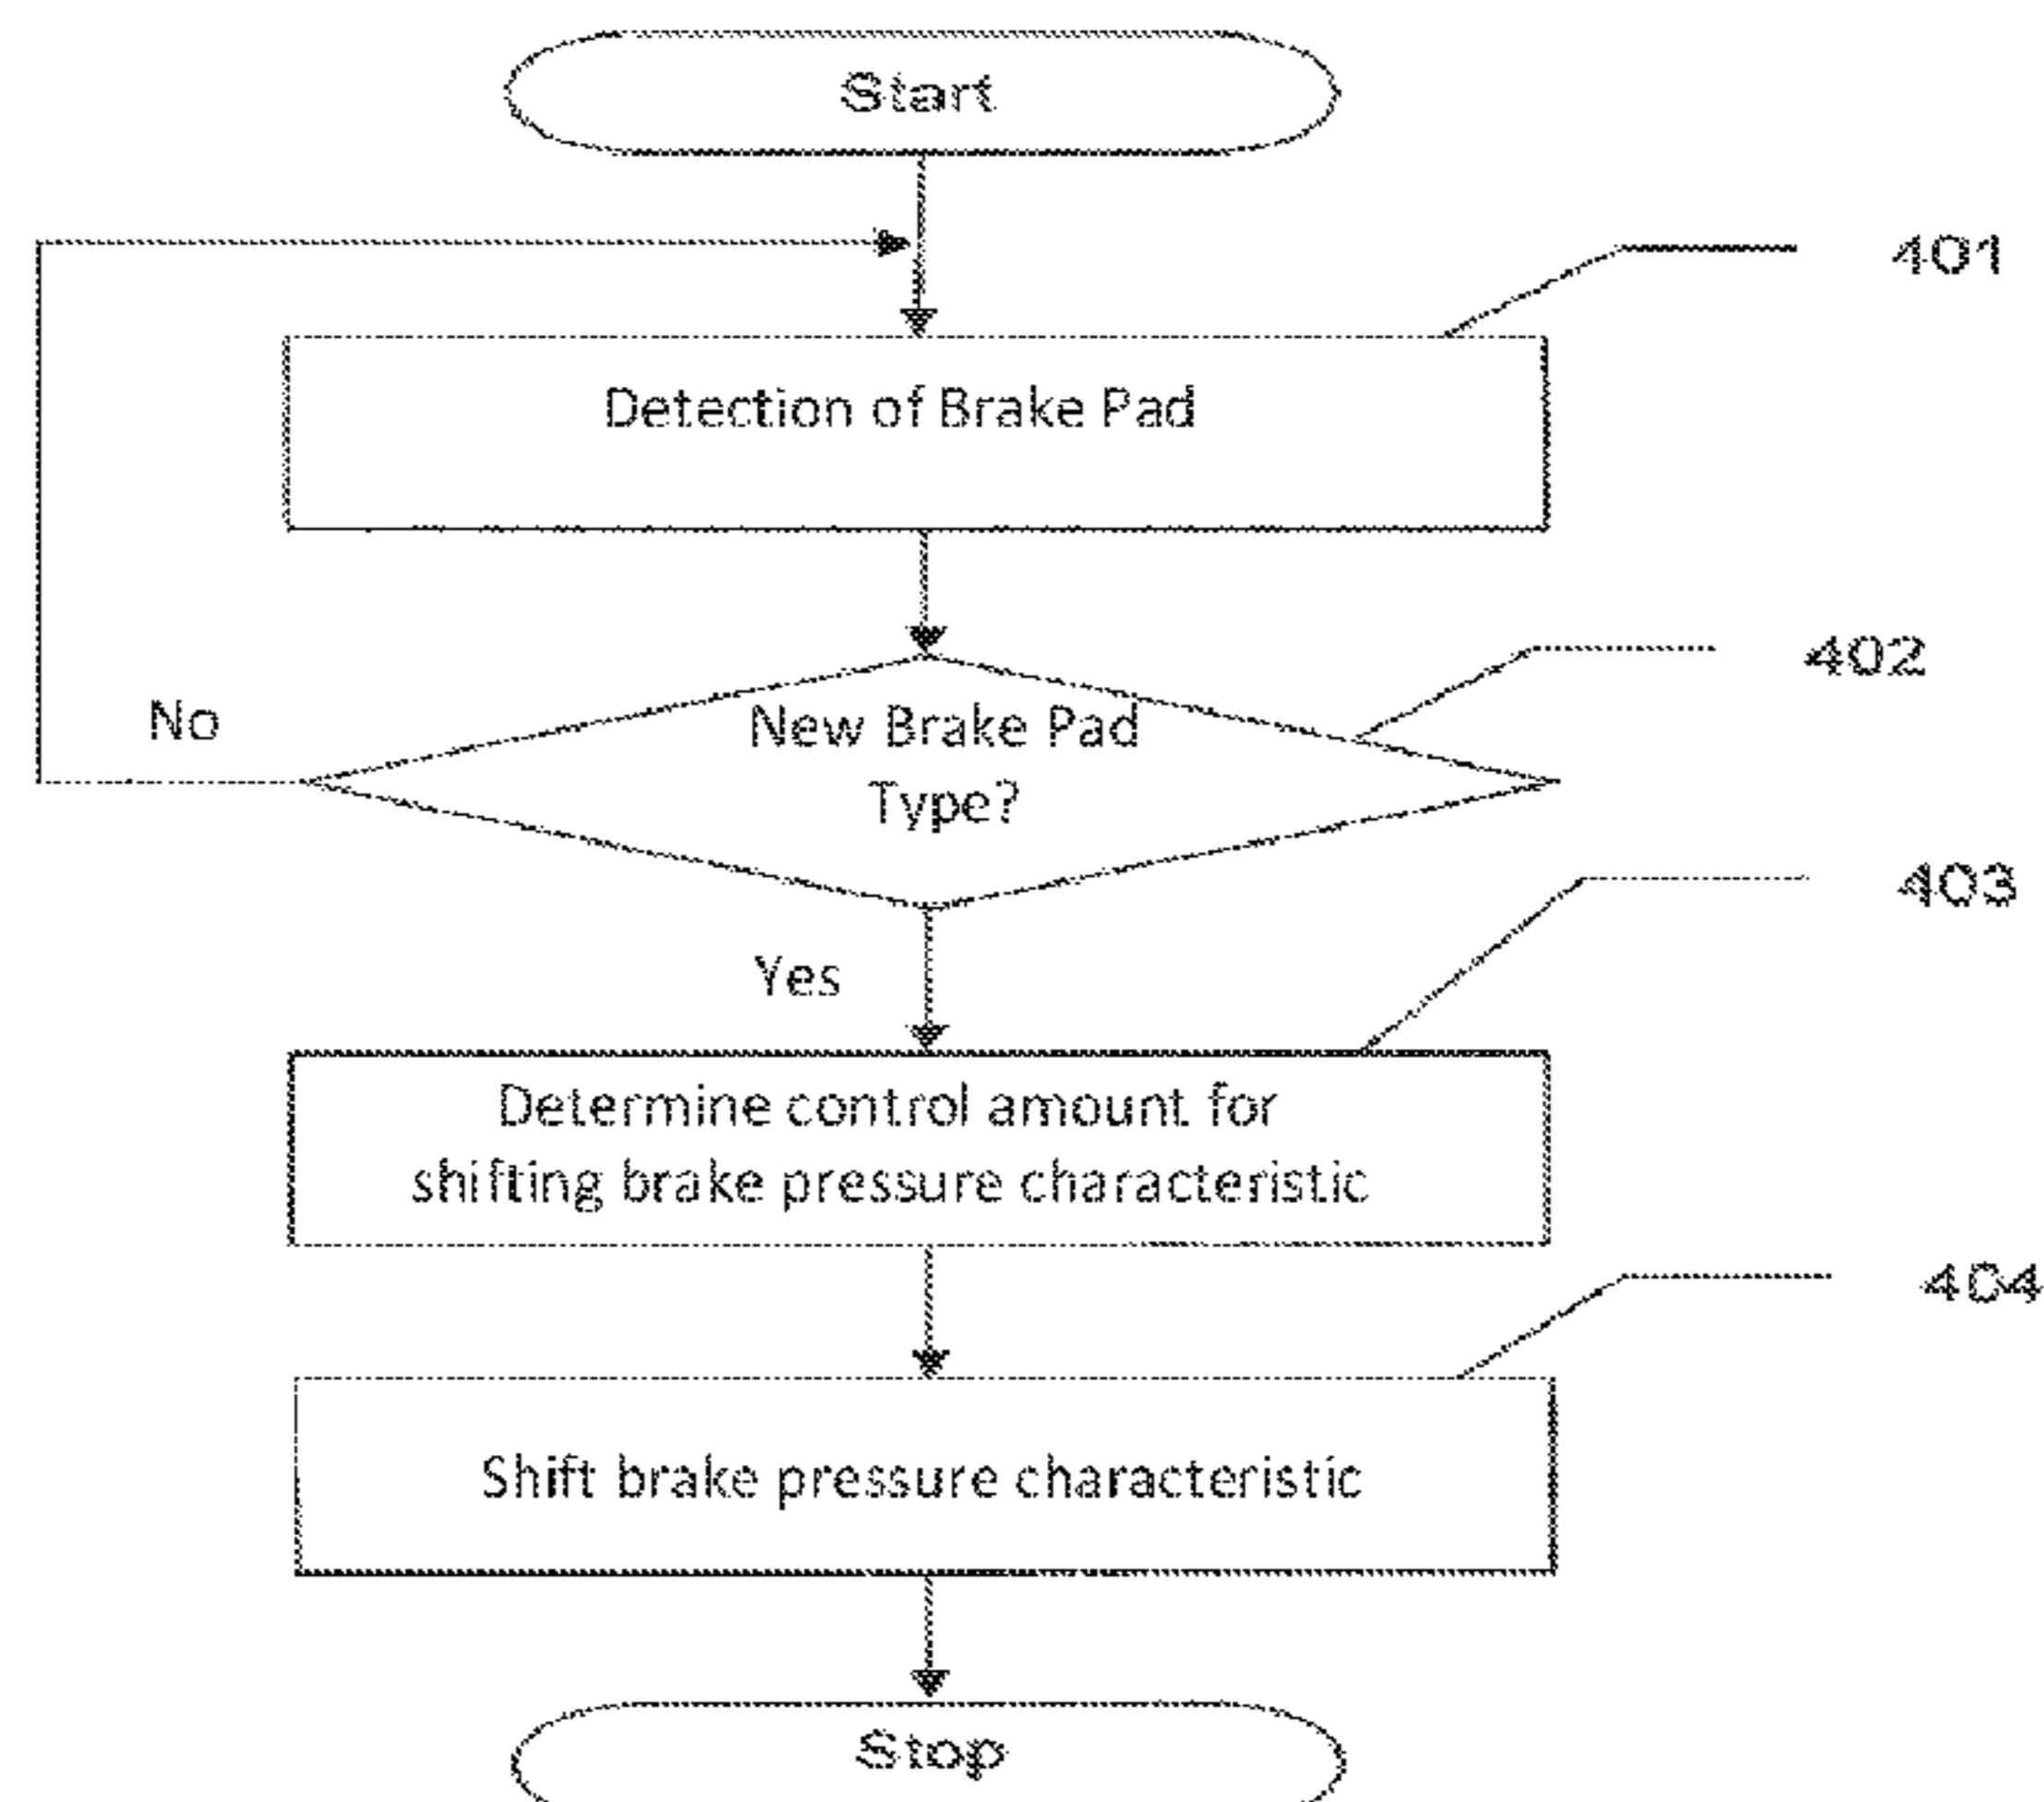 Start
401
Detection of Brake Pad
402
No
New Brake Pad
Type?
403
Yes
Determine control amount for
shifting brake pressure characteristic
404
Shift brake pressure characteristic
Stop